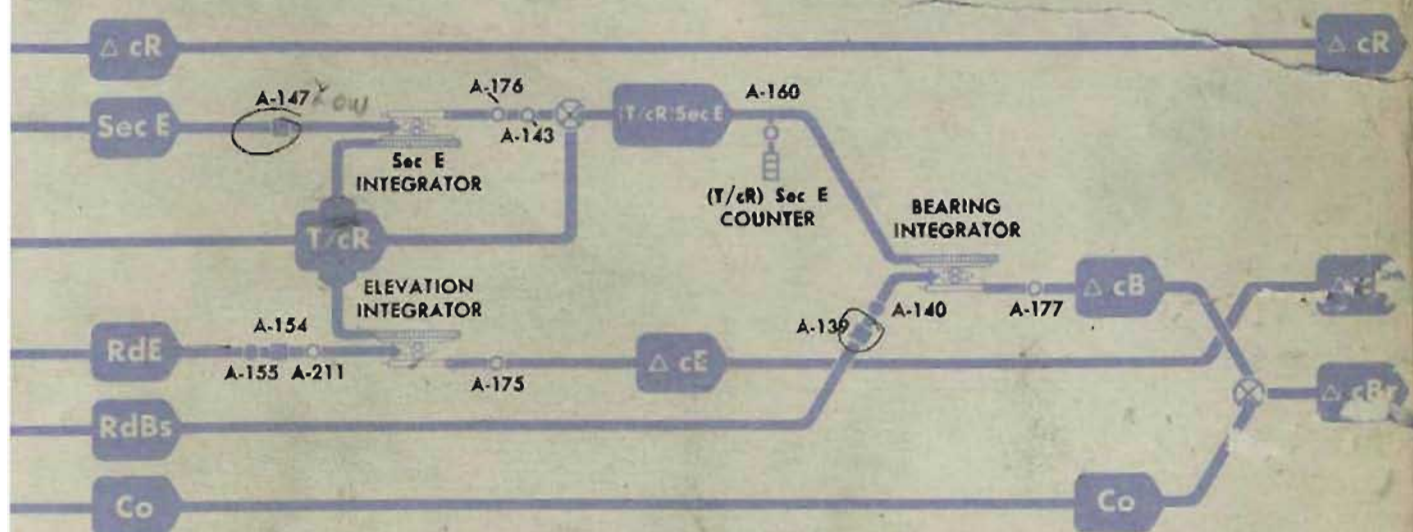 Δ cR
Δ cR
Sec E
A-147
A-176
A-143
Sec E
INTEGRATOR
(T/cR) Sec E
A-160
(T/cR) Sec E
COUNTER
T/cR
BEARING
INTEGRATOR
ELEVATION
INTEGRATOR
RdE
A-154
A-155 A-211
A-175
Δ cE
A-139
A-140
A-177
Δ cB
RdBs
Δ cBr
Co
Co